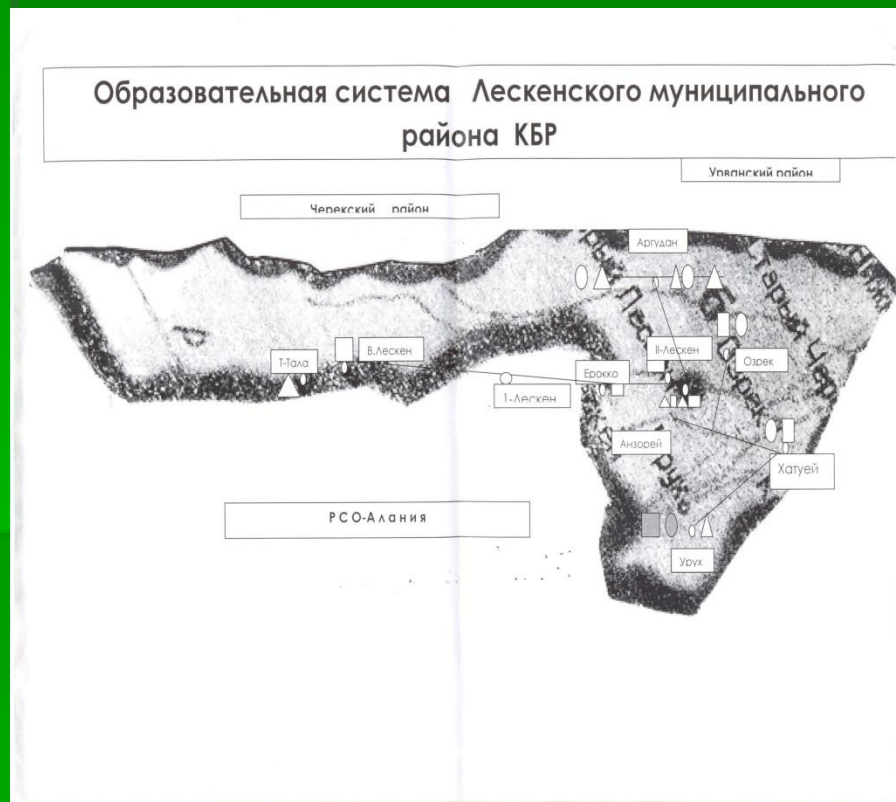 Образовательная система Лескенского муниципального
района КБР
Урванский район
Черекский район
Аргудан
Т-Тала
В.Лескен
II-Лескен
Озрек
Ерокко
1-Лескен
Анзорей
Хатуей
РСО-Алания
Урух